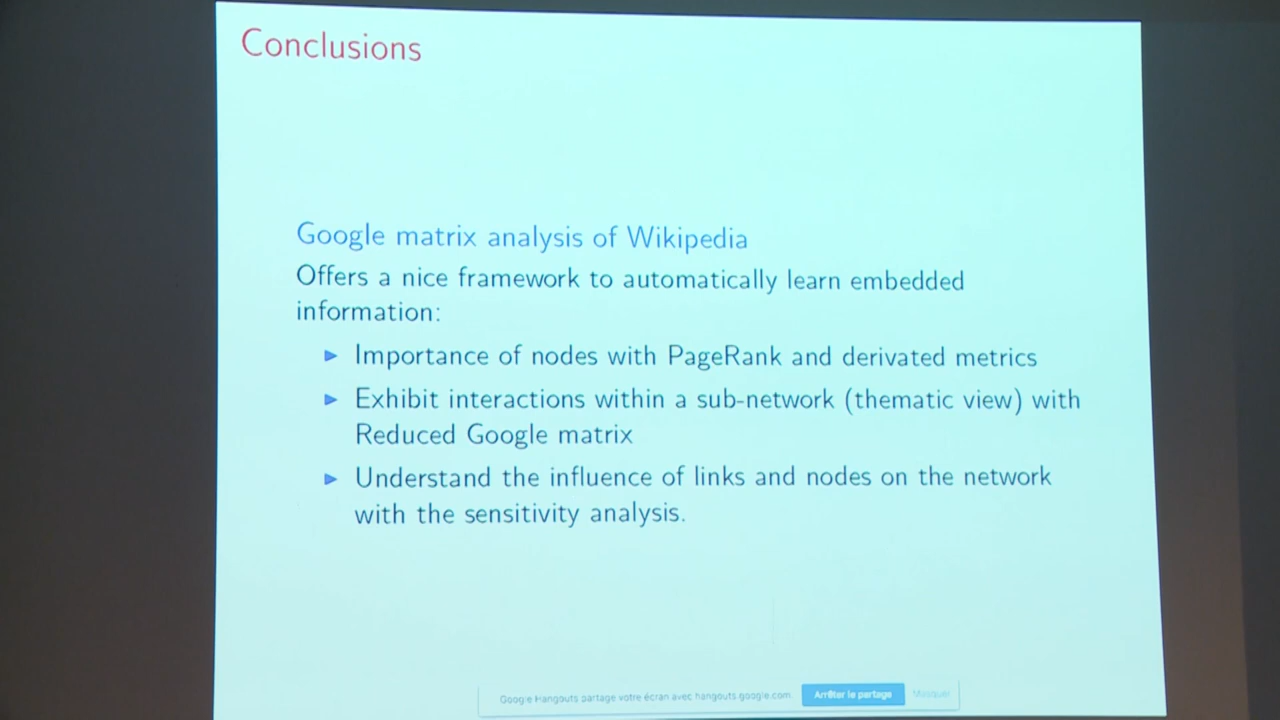 Conclusions
Google matrix analysis of Wikipedia
Offers a nice framework to automatically learn embedded
information:
Importance of nodes with PageRank and derivated metrics
Exhibit interactions within a sub-network (thematic view) with
Reduced Google matrix
Understand the influence of links and nodes on the network
with the sensitivity analysis.
Google Hangouts partage votre écran avec hangouts.google.com. Arrêter le partage Masquer